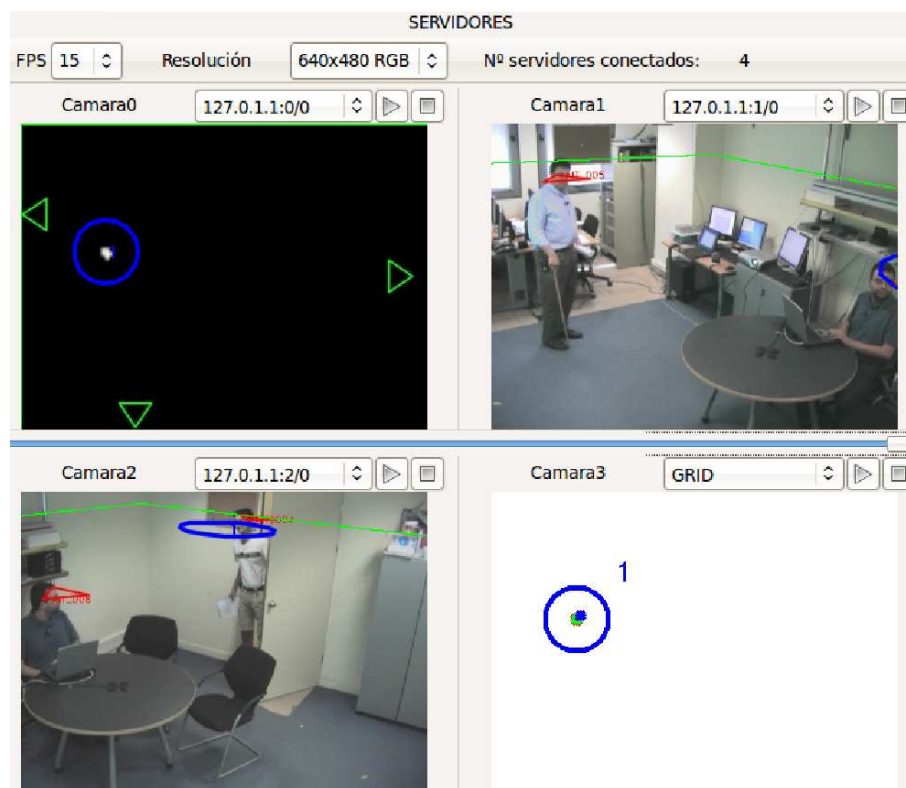 SERVIDORES
FPS 15 Resolución 640x480 RGB Nº servidores conectados: 4
Camara0 127.0.1.1:0/0 Camara1 127.0.1.1:1/0
Camara2 127.0.1.1:2/0 Camara3 GRID
1